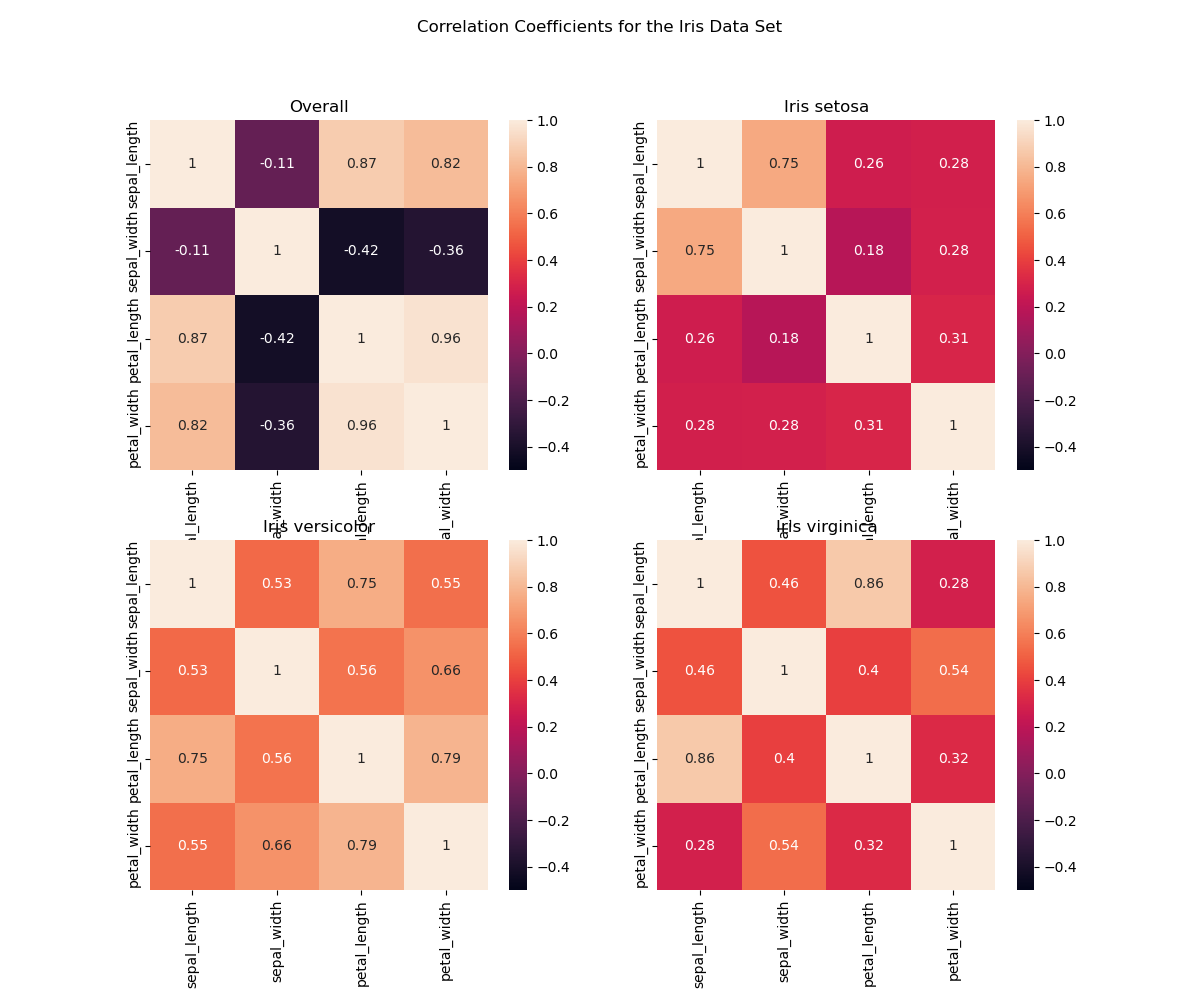 Correlation Coefficients for the Iris Data Set
Overall
sepal_length
sepal_width
petal_length
petal_width
1 -0.11 0.87 0.82
-0.11 1 -0.42 -0.36
0.87 -0.42 1 0.96
0.82 -0.36 0.96 1
1.0
0.8
0.6
0.4
0.2
0.0
−0.2
−0.4
Iris setosa
sepal_length
sepal_width
petal_length
petal_width
1 0.75 0.26 0.28
0.75 1 0.18 0.28
0.26 0.18 1 0.31
0.28 0.28 0.31 1
1.0
0.8
0.6
0.4
0.2
0.0
−0.2
−0.4
Iris versicolor
sepal_length
sepal_width
petal_length
petal_width
1 0.53 0.75 0.55
0.53 1 0.56 0.66
0.75 0.56 1 0.79
0.55 0.66 0.79 1
sepal_length
sepal_width
petal_length
petal_width
1.0
0.8
0.6
0.4
0.2
0.0
−0.2
−0.4
Iris virginica
sepal_length
sepal_width
petal_length
petal_width
1 0.46 0.86 0.28
0.46 1 0.4 0.54
0.86 0.4 1 0.32
0.28 0.54 0.32 1
sepal_length
sepal_width
petal_length
petal_width
1.0
0.8
0.6
0.4
0.2
0.0
−0.2
−0.4